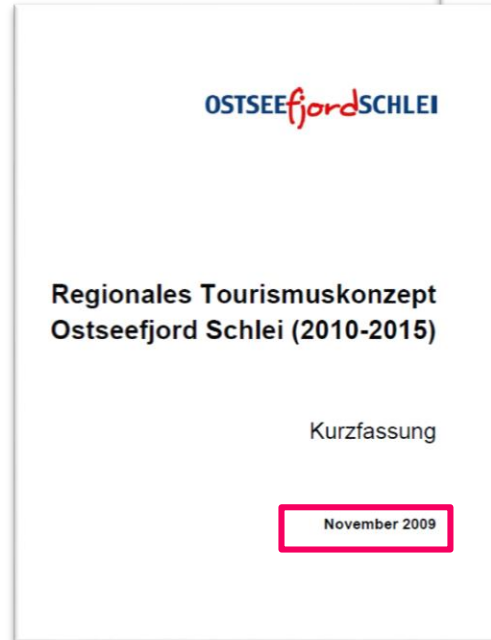 OSTSEEfjordSCHLEI
Regionales Tourismuskonzept
Ostseefjord Schlei (2010-2015)
Kurzfassung
November 2009